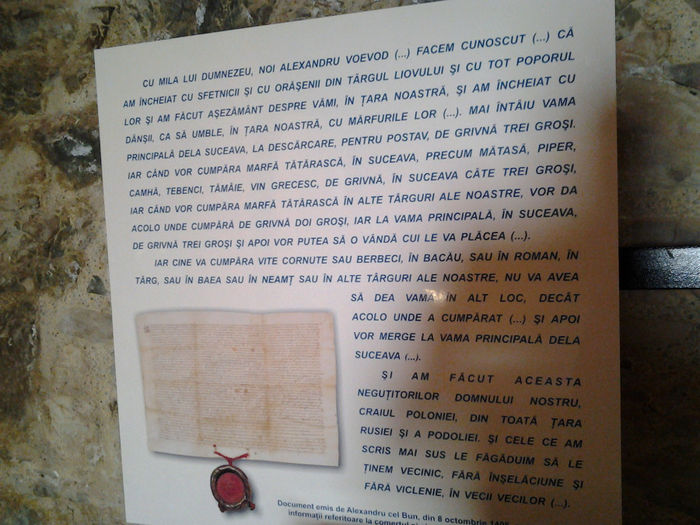 CU MILA LUI DUMNEZEU, NOI ALEXANDRU VOEVOD (...) FACEM CUNOSCUT (...) CĂ
AM ÎNCHEIAT CU SFETNICII ȘI CU ORĂȘENII DIN TÂRGUL LIOVULUI ȘI CU TOT POPORUL
LOR ȘI AM FĂCUT AȘEZĂMÂNT DESPRE VĂMI, ÎN ȚARA NOASTRĂ, ȘI AM ÎNCHEIAT CU
DÂNȘII, CA SĂ UMBLE, ÎN ȚARA NOASTRĂ, CU MĂRFURILE LOR (...). MAI ÎNTĂIU VAMA
PRINCIPALĂ DELA SUCEAVA, LA DESCĂRCARE, PENTRU POSTAV, DE GRIVNĂ TREI GROȘI.
IAR CÂND VOR CUMPĂRA MARFĂ TĂTĂRASCĂ, ÎN SUCEAVA, PRECUM MĂTASĂ, PIPER,
CAMHĂ, TEBENCI, TĂMÂIE, VIN GRECESC, DE GRIVNĂ, ÎN SUCEAVA CÂTE TREI GROȘI,
IAR CÂND VOR CUMPĂRA MARFĂ TĂTĂRASCĂ ÎN ALTE TÂRGURI ALE NOASTRE, VOR DA
ACOLO UNDE CUMPĂRĂ DE GRIVNĂ DOI GROȘI, IAR LA VAMA PRINCIPALĂ, ÎN SUCEAVA,
DE GRIVNĂ TREI GROȘI ȘI APOI VOR PUTEA SĂ O VÂNDĂ CUI LE VA PLĂCEA (...).
IAR CINE VA CUMPĂRA VITE CORNUTE SAU BERBECI, ÎN BACĂU, SAU ÎN ROMAN, ÎN
TÂRG, SAU ÎN BAEA SAU ÎN NEAMȚ SAU ÎN ALTE TÂRGURI ALE NOASTRE, NU VA AVEA
SĂ DEA VAMĂ ÎN ALT LOC, DECÂT
ACOLO UNDE A CUMPĂRAT (...) ȘI APOI
VOR MERGE LA VAMA PRINCIPALĂ DELA
SUCEAVA (...).
ȘI AM FĂCUT ACEASTA
NEGUȚITORILOR DOMNULUI NOSTRU,
CRAIUL POLONIEI, DIN TOATĂ ȚARA
RUSIEI ȘI A PODOLIEI. ȘI CELE CE AM
SCRIS MAI SUS LE FĂGĂDUIM SĂ LE
ȚINEM VECINIC, FĂRĂ ÎNȘELĂCIUNE ȘI
FĂRĂ VICLENIE, ÎN VECII VECILOR (...).
Document emis de Alexandru cel Bun, din 8 octombrie
informații referitoare la comerțul